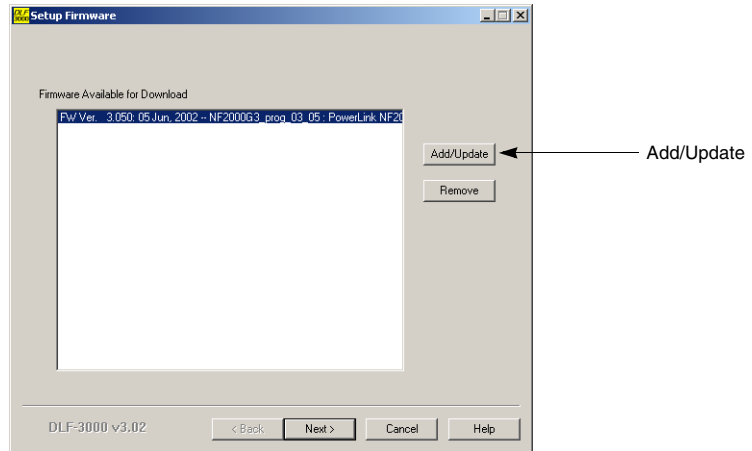 DLF 3000 Setup Firmware
Firmware Available for Download
FW Ver. 3.050: 05 Jun, 2002 -- NF2000G3_prog_03_05 : PowerLink NF20
Add/Update
Add/Update
Remove
DLF-3000 v3.02
< Back
Next >
Cancel
Help